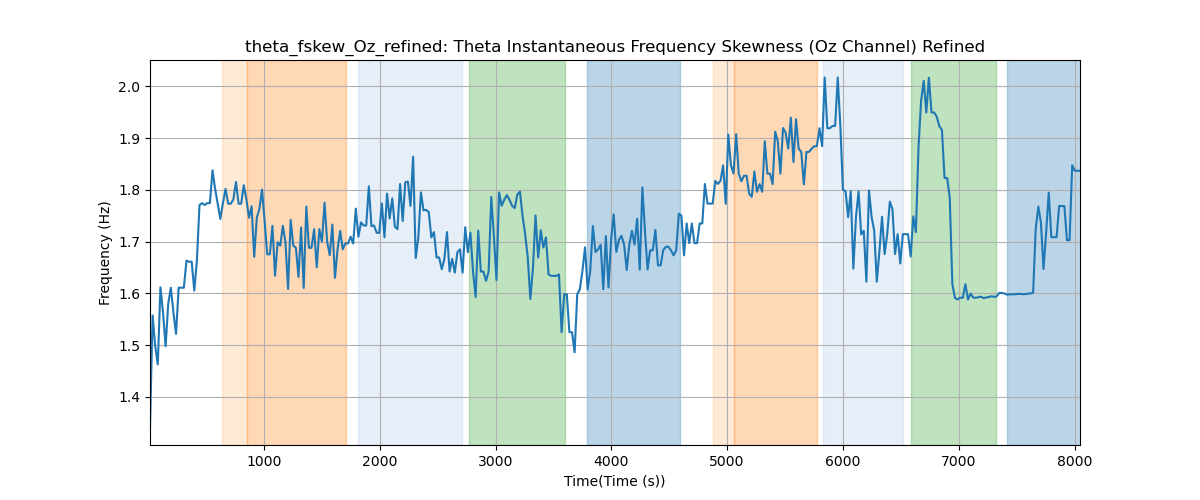 theta_fskew_Oz_refined: Theta Instantaneous Frequency Skewness (Oz Channel) Refined
2.0
1.9
1.8
1.7
1.6
1.5
1.4
Frequency (Hz)
1000 2000 3000 4000 5000 6000 7000 8000
Time(Time (s))